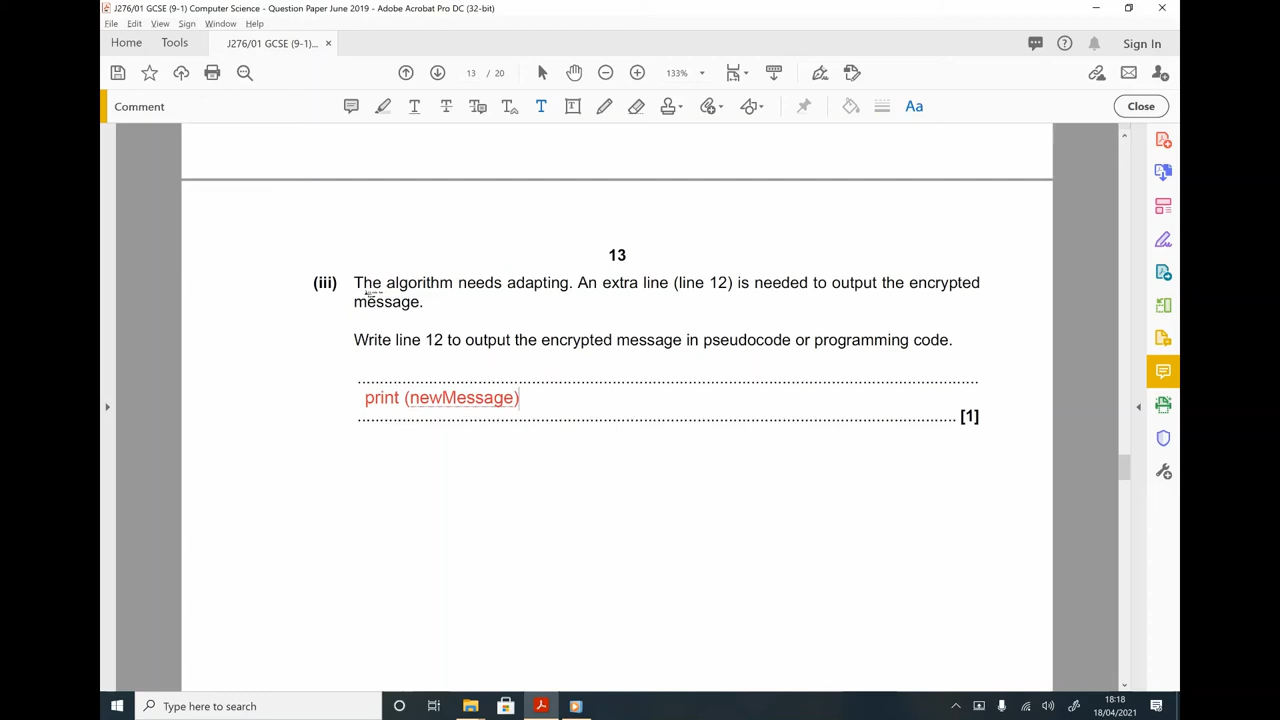 J276/01 GCSE (9-1) Computer Science - Question Paper June 2019 - Adobe Acrobat Pro DC (32-bit)
File Edit View Sign Window Help
Home Tools J276/01 GCSE (9-1)... × Sign In
13 / 20 133%
Comment Aa Close
13
(iii) The algorithm needs adapting. An extra line (line 12) is needed to output the encrypted
message.
Write line 12 to output the encrypted message in pseudocode or programming code.
print (newMessage)
[1]
Type here to search
18:18
18/04/2021